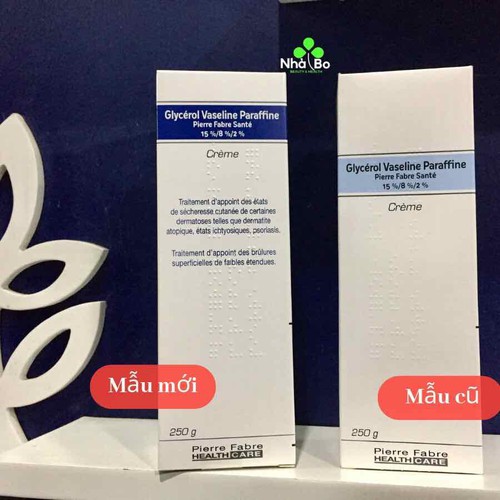 Nhà Bo
BEAUTY & HEALTH
Glycérol Vaseline Paraffine
Pierre Fabre Santé
15 %/8 %/2 %
Crème
Traitement d'appoint des états
de sécheresse cutanée de certaines
dermatoses telles que dermatite
atopique, états ichtyosiques, psoriasis.
Traitement d'appoint des brûlures
superficielles de faibles étendues.
Mẫu mới
250 g
Pierre Fabre
HEALTH CARE
Glycérol Vaseline Paraffine
Pierre Fabre Santé
15 %/8 %/2 %
Crème
Mẫu cũ
250 g
Pierre Fabre
HEALTH CARE